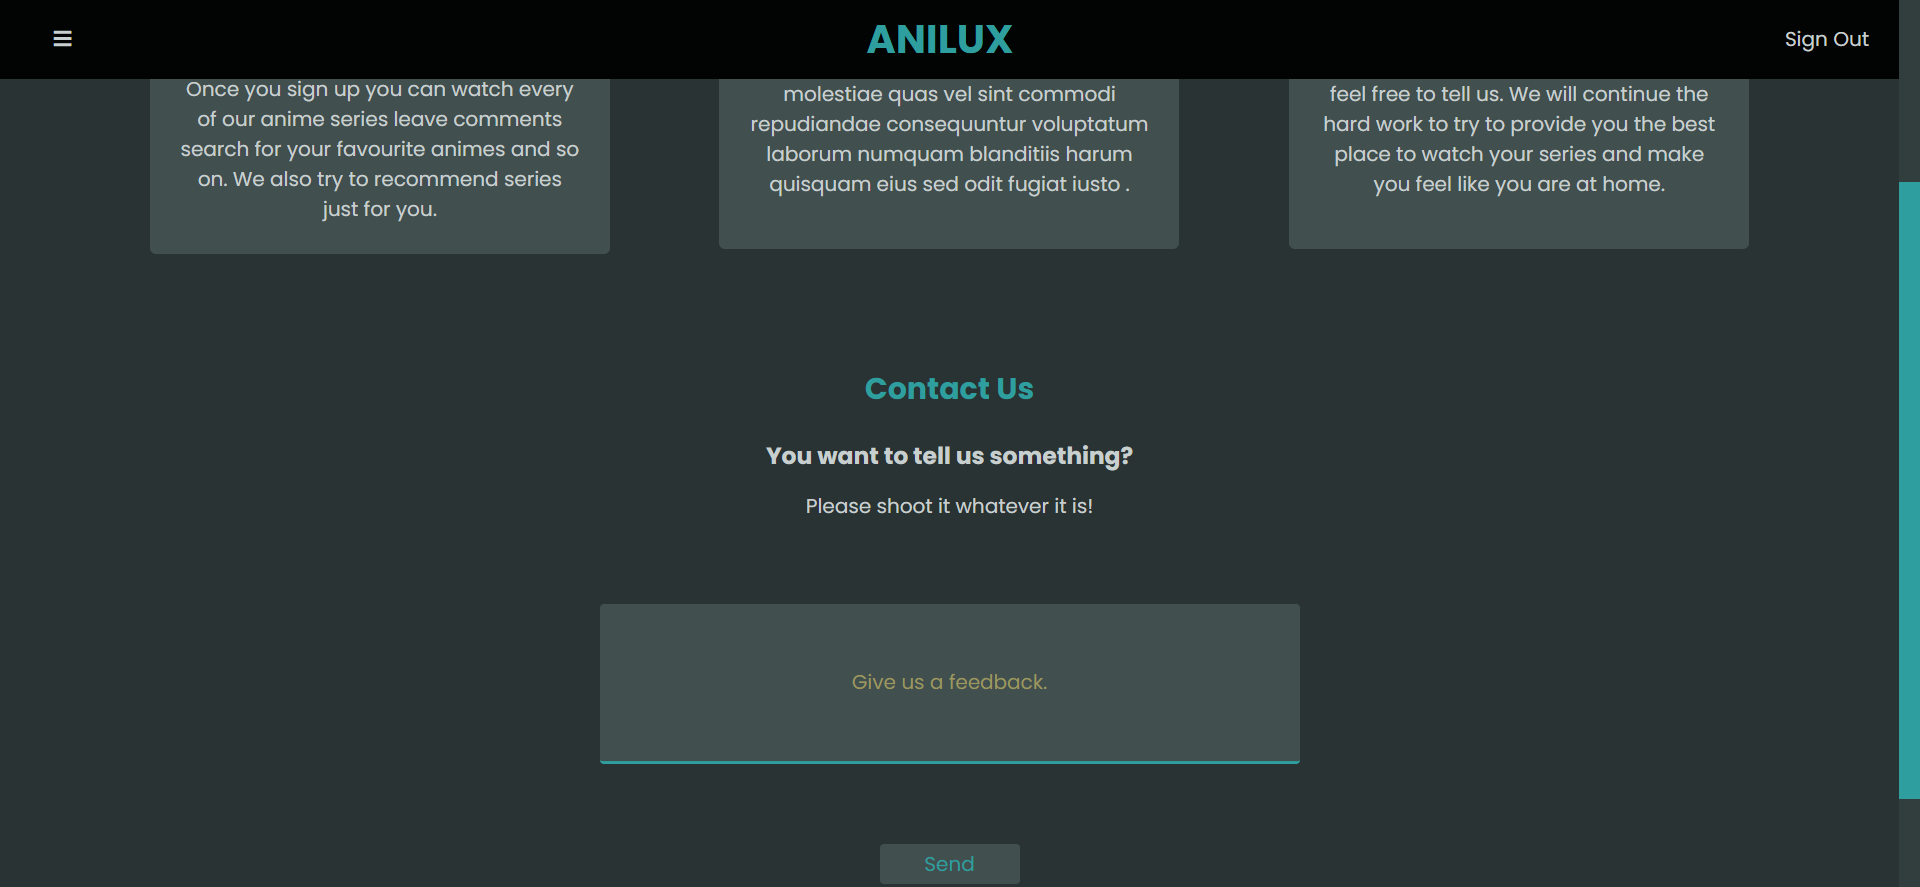 ANILUX
Sign Out
Once you sign up you can watch every
of our anime series leave comments
search for your favourite animes and so
on. We also try to recommend series
just for you.
molestiae quas vel sint commodi
repudiandae consequuntur voluptatum
laborum numquam blanditiis harum
quisquam eius sed odit fugiat iusto .
feel free to tell us. We will continue the
hard work to try to provide you the best
place to watch your series and make
you feel like you are at home.
Contact Us
You want to tell us something?
Please shoot it whatever it is!
Give us a feedback.
Send